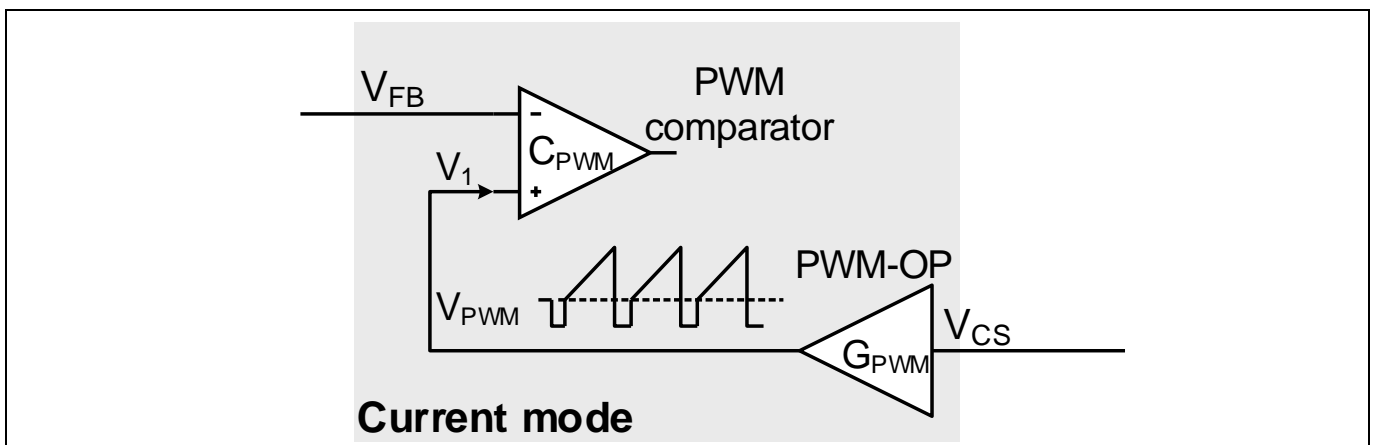 V_FB
PWM
comparator
-
C_PWM
V_1
+
PWM-OP
V_PWM
V_CS
G_PWM
Current mode